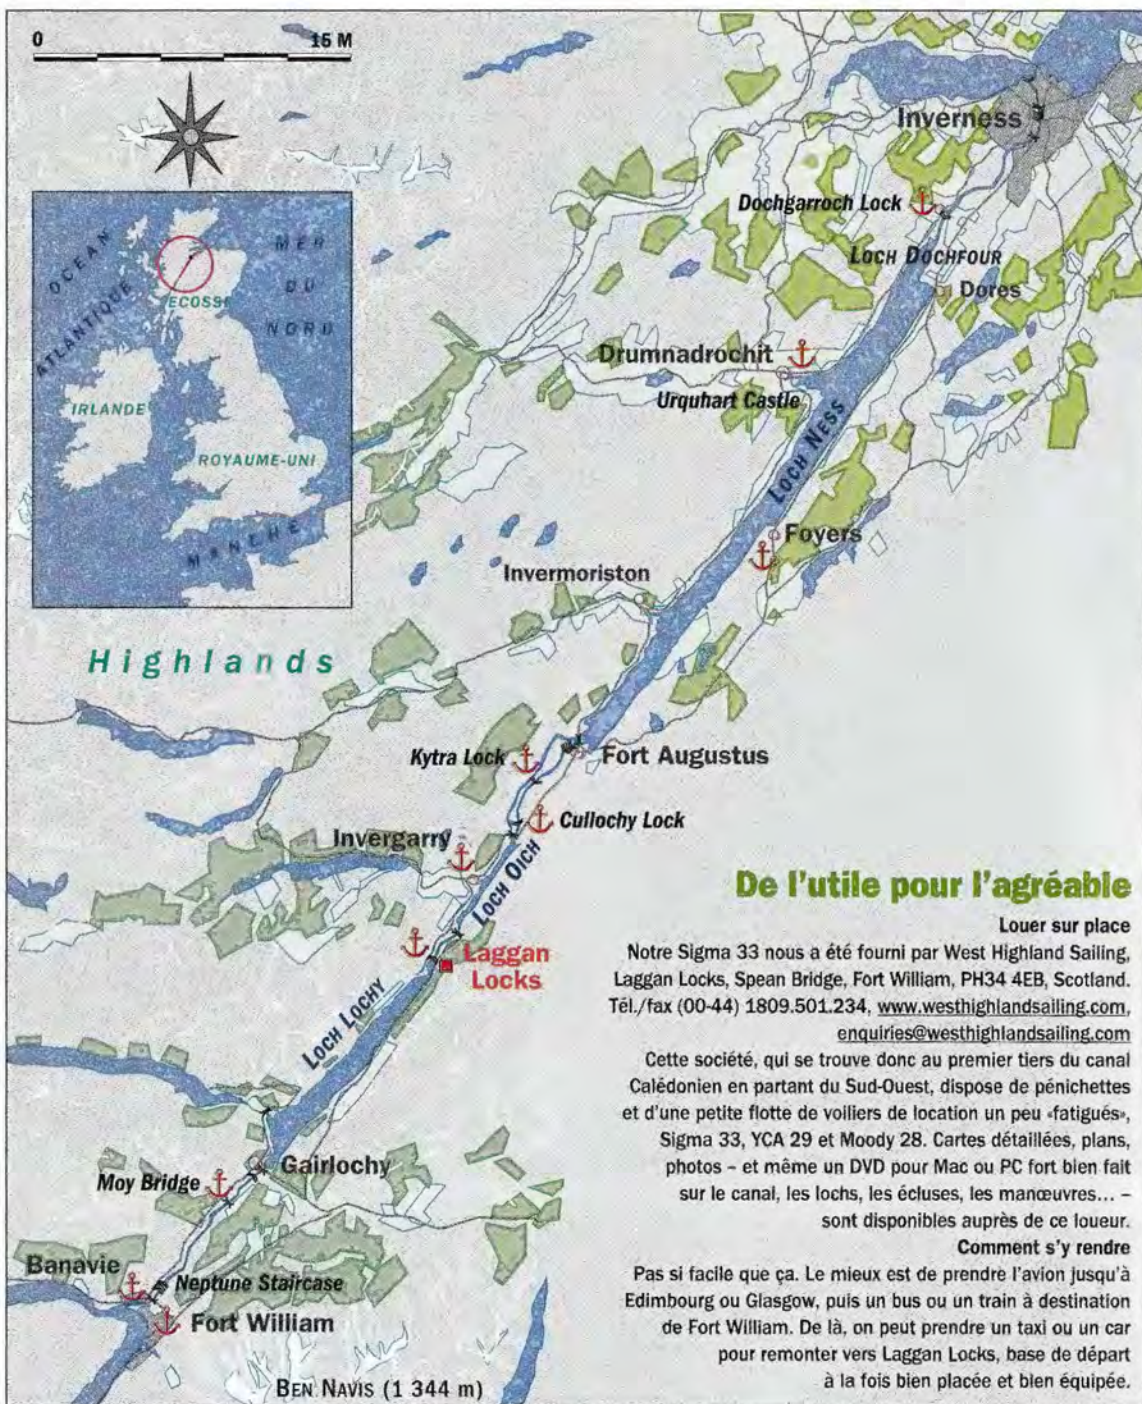 0 15 M
Inverness
Dochgarroch Lock
LOCH DOCHFOUR
Dores
Drumnadrochit
Urquhart Castle
LOCH NESS
Foyers
Invermoriston
OCEAN
ATLANTIQUE
MER
DU
NORD
ECOSSE
IRLANDE
ROYAUME-UNI
MANCHE
Highlands
Kytra Lock
Fort Augustus
Cullochy Lock
Invergarry
LOCH OICH
Laggan
Locks
LOCH LOCHY
Gairlochy
Moy Bridge
Banavie
Neptune Staircase
Fort William
BEN NAVIS (1 344 m)
De l'utile pour l'agréable
Louer sur place
Notre Sigma 33 nous a été fourni par West Highland Sailing,
Laggan Locks, Spean Bridge, Fort William, PH34 4EB, Scotland.
Tél./fax (00-44) 1809.501.234, www.westhighlandsailing.com,
enquiries@westhighlandsailing.com
Cette société, qui se trouve donc au premier tiers du canal
Calédonien en partant du Sud-Ouest, dispose de pénichettes
et d'une petite flotte de voiliers de location un peu «fatigués»,
Sigma 33, YCA 29 et Moody 28. Cartes détaillées, plans,
photos – et même un DVD pour Mac ou PC fort bien fait
sur le canal, les lochs, les écluses, les manœuvres... –
sont disponibles auprès de ce loueur.
Comment s'y rendre
Pas si facile que ça. Le mieux est de prendre l'avion jusqu'à
Edimbourg ou Glasgow, puis un bus ou un train à destination
de Fort William. De là, on peut prendre un taxi ou un car
pour remonter vers Laggan Locks, base de départ
à la fois bien placée et bien équipée.